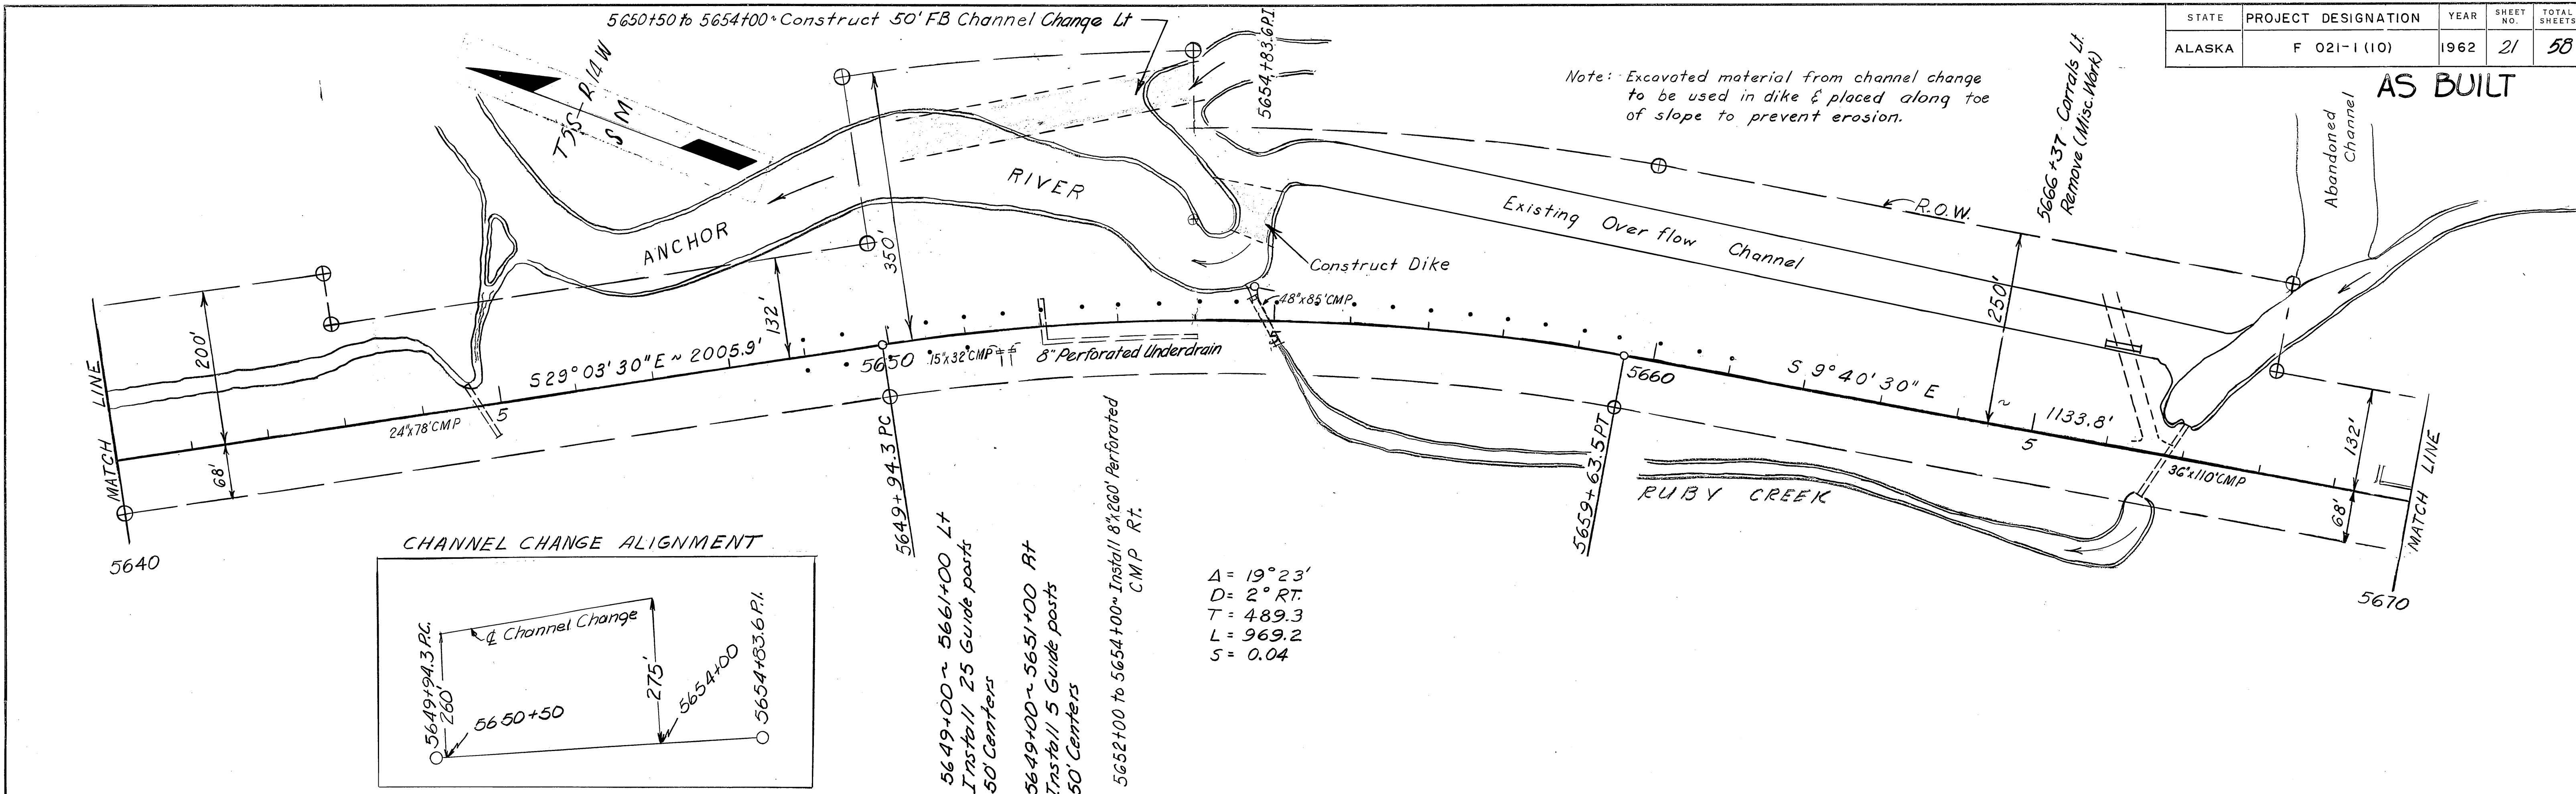 5650+50 to 5654+00~Construct 50' FB Channel Change Lt
STATE PROJECT DESIGNATION YEAR SHEET NO. TOTAL SHEETS
ALASKA F 021-1 (10) 1962 21 58
AS BUILT
Note: Excavated material from channel change
to be used in dike & placed along toe
of slope to prevent erosion.
T5S-R14W
S M
5654+83.6 P.I
5666+37 Corrals Lt.
Remove (Misc. Work)
Abandoned
Channel
ANCHOR
RIVER
350'
Existing Over flow Channel
R.O.W.
Construct Dike
250'
200'
132'
48"x85'CMP
MATCH LINE
S29°03'30"E ~ 2005.9'
5650
15"x32'CMP
8" Perforated Underdrain
5660
S 9°40'30" E ~ 1133.8'
5
24"x78'CMP
5
68'
36"x110'CMP
132'
68'
MATCH LINE
RUBY CREEK
5640
5649+94.3 PC
5659+63.5 PT
5670
CHANNEL CHANGE ALIGNMENT
5649+94.3 P.C.
260'
℄ Channel Change
5650+50
275'
5654+00
5654+83.6 P.I.
5649+00~5661+00 Lt
Install 25 Guide posts
50' Centers
5649+00~5651+00 Rt
Install 5 Guide posts
50' Centers
5652+00 to 5654+00~Install 8"x260' Perforated
CMP Rt.
Δ = 19°23'
D= 2° RT.
T = 489.3
L = 969.2
S = 0.04